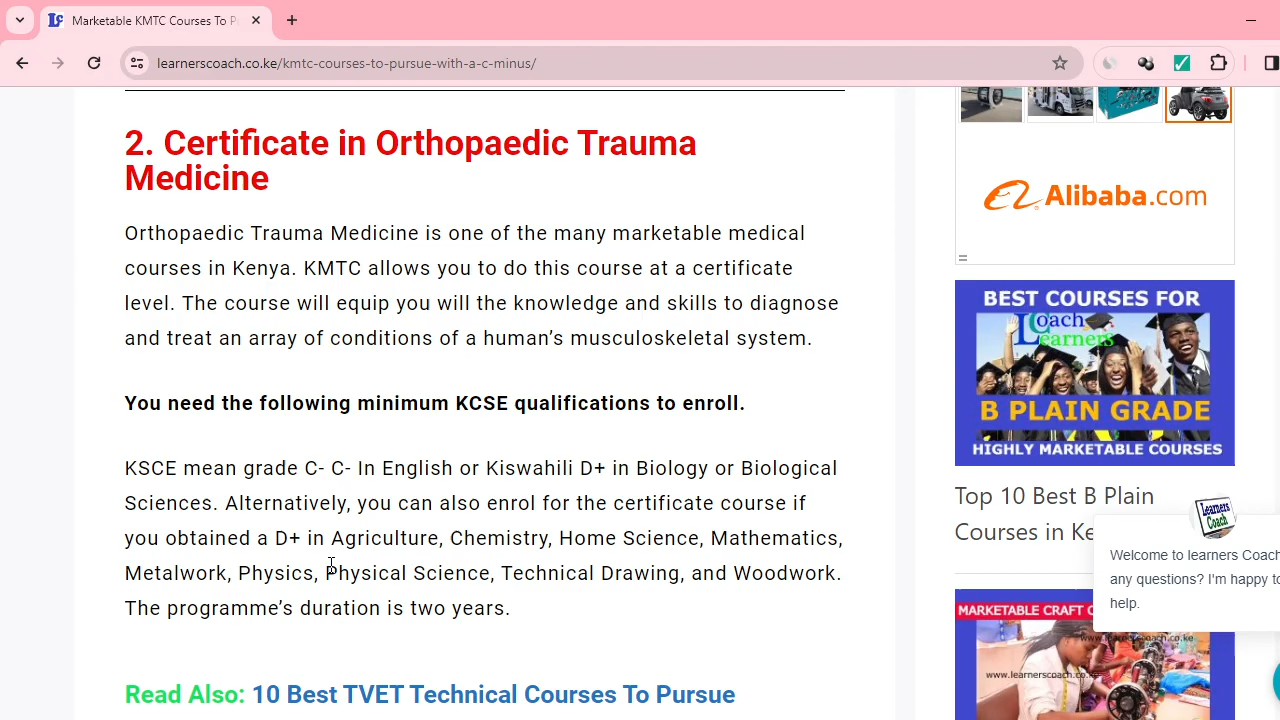 Marketable KMTC Courses To P
learnerscoach.co.ke/kmtc-courses-to-pursue-with-a-c-minus/
2. Certificate in Orthopaedic Trauma
Medicine
Orthopaedic Trauma Medicine is one of the many marketable medical
courses in Kenya. KMTC allows you to do this course at a certificate
level. The course will equip you will the knowledge and skills to diagnose
and treat an array of conditions of a human’s musculoskeletal system.
You need the following minimum KCSE qualifications to enroll.
KSCE mean grade C- C- In English or Kiswahili D+ in Biology or Biological
Sciences. Alternatively, you can also enrol for the certificate course if
you obtained a D+ in Agriculture, Chemistry, Home Science, Mathematics,
Metalwork, Physics, Physical Science, Technical Drawing, and Woodwork.
The programme’s duration is two years.
Read Also: 10 Best TVET Technical Courses To Pursue
Alibaba.com
BEST COURSES FOR
Coach
Learners
B PLAIN GRADE
HIGHLY MARKETABLE COURSES
Top 10 Best B Plain
Courses in Ke
Learners
Coach
Welcome to learners Coach
any questions? I'm happy to
help.
MARKETABLE CRAFT C
www.learnerscoach.co.ke
www.learnerscoach.co.ke